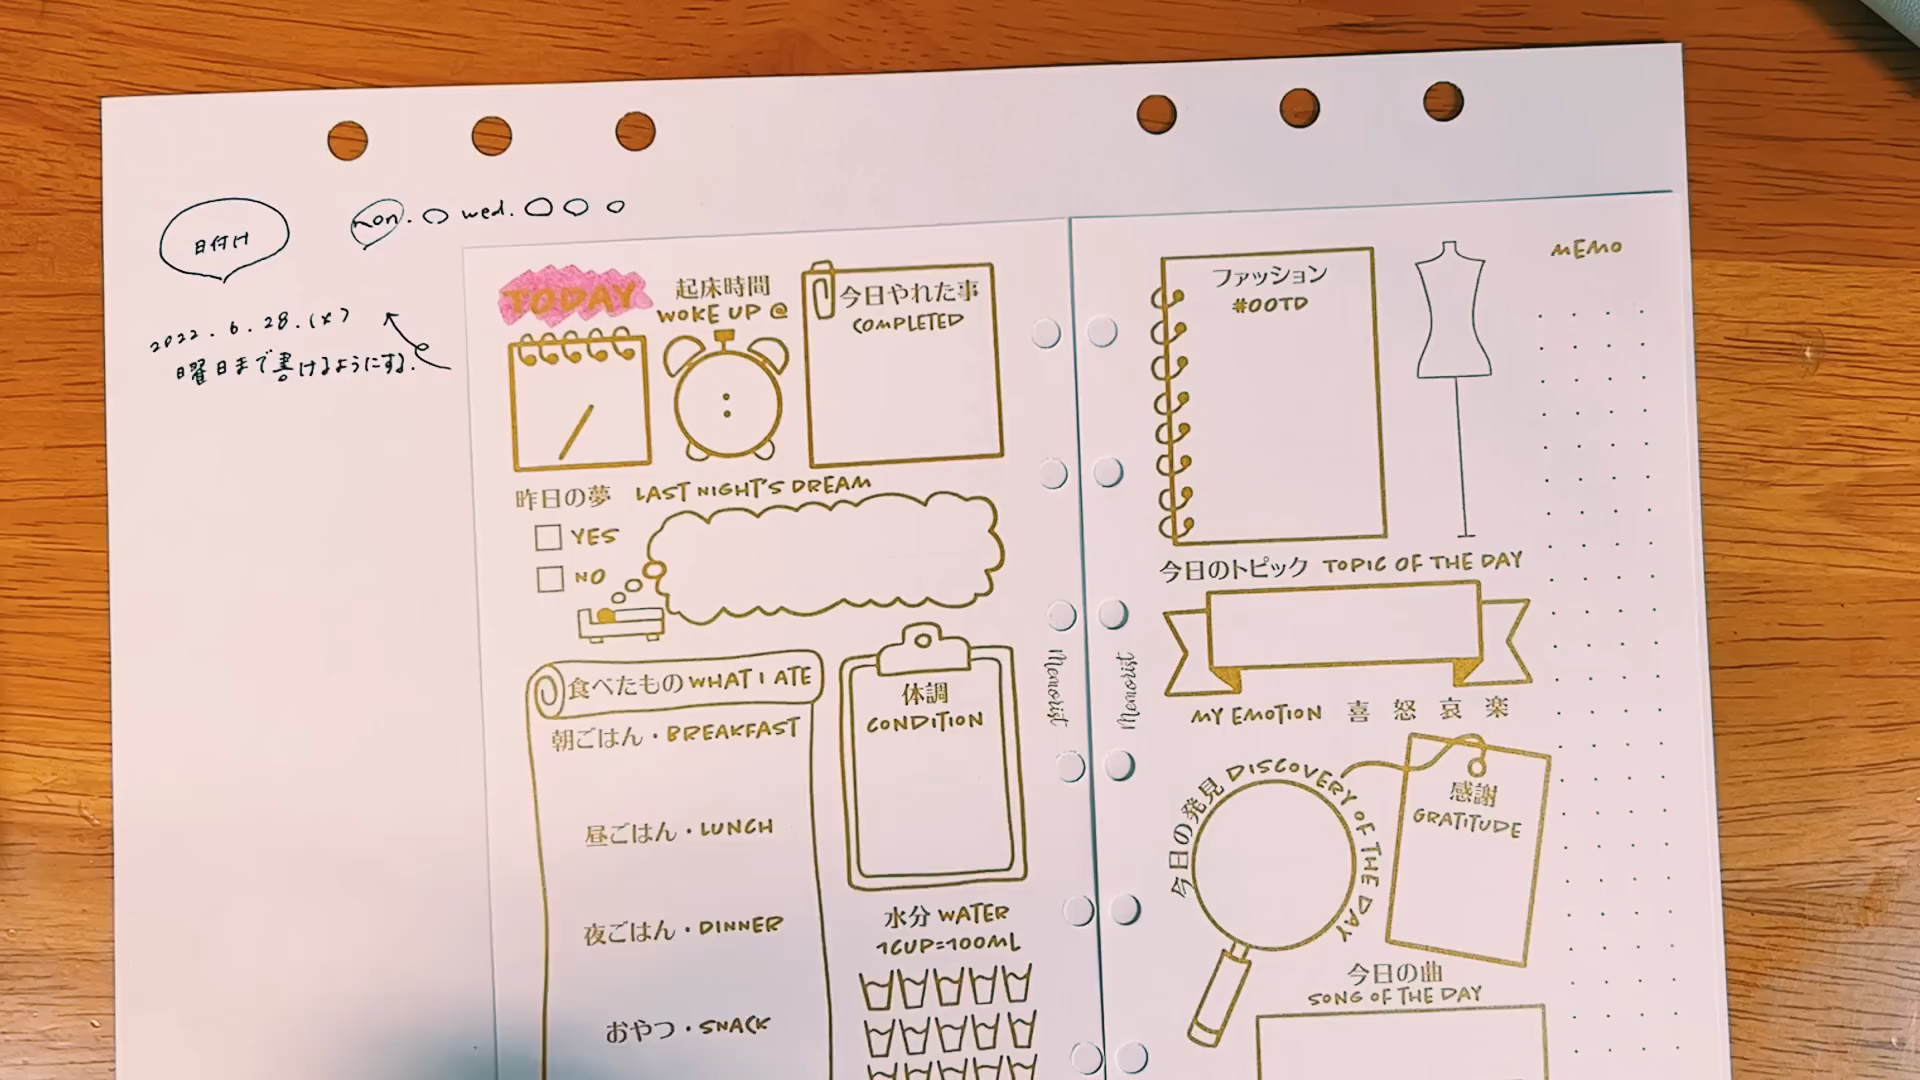 日付け
mon. wed.
2022.6.28.(火)
曜日まで書けるようにする.
TODAY
起床時間
WOKE UP @
:
今日やれた事
COMPLETED
昨日の夢 LAST NIGHT'S DREAM
YES
NO
食べたもの WHAT I ATE
朝ごはん・BREAKFAST
昼ごはん・LUNCH
夜ごはん・DINNER
おやつ・SNACK
体調
CONDITION
水分 WATER
1CUP=100ML
Memorist
Memorist
ファッション
#OOTD
MEMO
今日のトピック TOPIC OF THE DAY
MY EMOTION 喜 怒 哀 楽
今日の発見 DISCOVERY OF THE DAY
感謝
GRATITUDE
今日の曲
SONG OF THE DAY